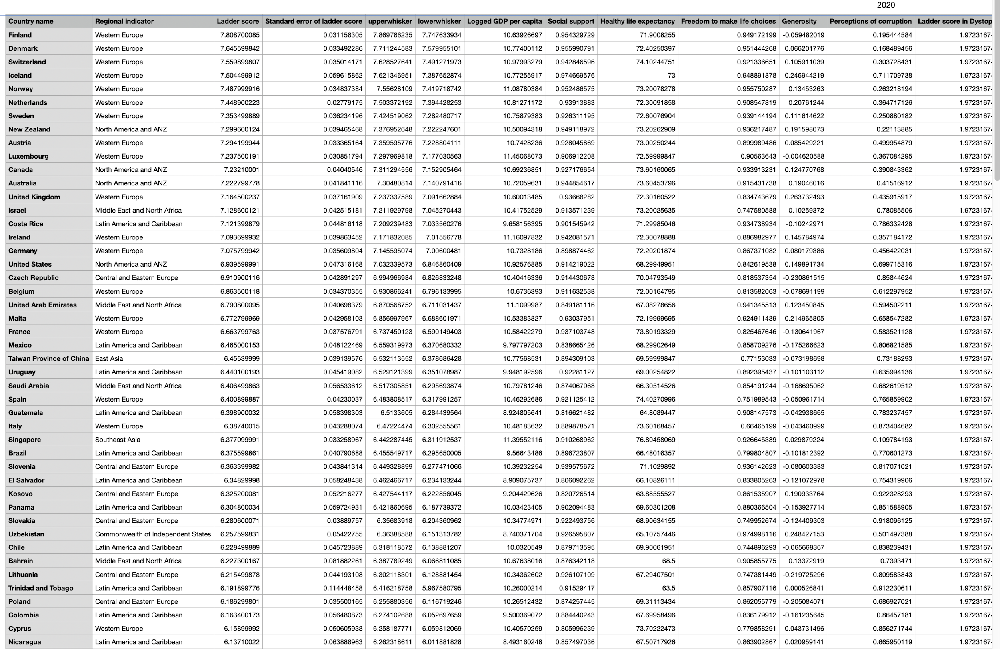 2020
Country name Regional indicator Ladder score Standard error of ladder score upperwhisker lowerwhisker Logged GDP per capita Social support Healthy life expectancy Freedom to make life choices Generosity Perceptions of corruption Ladder score in Dystop
Finland Western Europe 7.808700085 0.031156305 7.869766235 7.747633934 10.63926697 0.954329729 71.9008255 0.949172199 -0.059482019 0.195444584 1.9723167
Denmark Western Europe 7.645599842 0.033492286 7.711244583 7.579955101 10.77400112 0.955990791 72.40250397 0.951444268 0.066201776 0.168489456 1.9723167
Switzerland Western Europe 7.559899807 0.035014171 7.628527641 7.491271973 10.97993279 0.942846596 74.10244751 0.921336651 0.105911039 0.303728431 1.9723167
Iceland Western Europe 7.504499912 0.059615862 7.621346951 7.387652874 10.77255917 0.974669576 73 0.948891878 0.246944219 0.711709738 1.9723167
Norway Western Europe 7.487999916 0.034837384 7.55628109 7.419718742 11.08780384 0.952486575 73.20078278 0.955750287 0.13453263 0.263218194 1.9723167
Netherlands Western Europe 7.448900223 0.02779175 7.503372192 7.394428253 10.81271172 0.93913883 72.30091858 0.908547819 0.20761244 0.364717126 1.9723167
Sweden Western Europe 7.353499889 0.036234196 7.424519062 7.282480717 10.75879383 0.926311195 72.60076904 0.939144194 0.111614622 0.250880182 1.9723167
New Zealand North America and ANZ 7.299600124 0.039465468 7.376952648 7.222247601 10.50094318 0.949118972 73.20262909 0.936217487 0.191598073 0.22113885 1.9723167
Austria Western Europe 7.294199944 0.033365164 7.359595776 7.228804111 10.7428236 0.928045869 73.00250244 0.899989486 0.085429221 0.499954879 1.9723167
Luxembourg Western Europe 7.237500191 0.030851794 7.297969818 7.177030563 11.45068073 0.906912208 72.59999847 0.90563643 -0.004620588 0.367084295 1.9723167
Canada North America and ANZ 7.23210001 0.04040546 7.311294556 7.152905464 10.69236851 0.927176654 73.60160065 0.933913231 0.124770768 0.390843362 1.9723167
Australia North America and ANZ 7.222799778 0.041841116 7.30480814 7.140791416 10.72059631 0.944854617 73.60453796 0.915431738 0.19046016 0.41516912 1.9723167
United Kingdom Western Europe 7.164500237 0.037161909 7.237337589 7.091662884 10.60013485 0.93668282 72.30160522 0.834743679 0.263732493 0.435915917 1.9723167
Israel Middle East and North Africa 7.128600121 0.042515181 7.211929798 7.045270443 10.41752529 0.913571239 73.20025635 0.747580588 0.10259372 0.78085506 1.9723167
Costa Rica Latin America and Caribbean 7.121399879 0.044816118 7.209239483 7.033560276 9.658156395 0.901545942 71.29985046 0.934738934 -0.10242971 0.786332428 1.9723167
Ireland Western Europe 7.093699932 0.039863452 7.171832085 7.01556778 11.16097832 0.942081571 72.30078888 0.886982977 0.145784974 0.357184172 1.9723167
Germany Western Europe 7.075799942 0.035609804 7.145595074 7.00600481 10.7328186 0.898874462 72.20201874 0.867371082 0.080179386 0.456422031 1.9723167
United States North America and ANZ 6.939599991 0.047316168 7.032339573 6.846860409 10.92576885 0.914219022 68.29949951 0.842619538 0.149891734 0.699715316 1.9723167
Czech Republic Central and Eastern Europe 6.910900116 0.042891297 6.994966984 6.826833248 10.40416336 0.914430678 70.04793549 0.818537354 -0.230861515 0.85844624 1.9723167
Belgium Western Europe 6.863500118 0.034370355 6.930866241 6.796133995 10.6736393 0.911632538 72.00164795 0.813582063 -0.078691199 0.612297952 1.9723167
United Arab Emirates Middle East and North Africa 6.790800095 0.040698379 6.870568752 6.711031437 11.1099987 0.849181116 67.08278656 0.941345513 0.123450845 0.594502211 1.9723167
Malta Western Europe 6.772799969 0.042958103 6.856997967 6.688601971 10.53383827 0.93037951 72.19999695 0.924911439 0.214965805 0.658547282 1.9723167
France Western Europe 6.663799763 0.037576791 6.737450123 6.590149403 10.58422279 0.937103748 73.80193329 0.825467646 -0.130641967 0.583521128 1.9723167
Mexico Latin America and Caribbean 6.465000153 0.048122469 6.559319973 6.370680332 9.797797203 0.838665426 68.29902649 0.858709276 -0.175266623 0.806821585 1.9723167
Taiwan Province of China East Asia 6.45539999 0.039139576 6.532113552 6.378686428 10.77568531 0.894309103 69.59999847 0.77153033 -0.073198698 0.73188293 1.9723167
Uruguay Latin America and Caribbean 6.440100193 0.045419082 6.529121399 6.351078987 9.948192596 0.92281127 69.00254822 0.892395437 -0.101103112 0.635994136 1.9723167
Saudi Arabia Middle East and North Africa 6.406499863 0.056533612 6.517305851 6.295693874 10.79781246 0.874067068 66.30514526 0.854191244 -0.168695062 0.682619512 1.9723167
Spain Western Europe 6.400899887 0.04230037 6.483808517 6.317991257 10.46292686 0.921125412 74.40270996 0.751989543 -0.050961714 0.765859902 1.9723167
Guatemala Latin America and Caribbean 6.398900032 0.058398303 6.5133605 6.284439564 8.924805641 0.816621482 64.8089447 0.908147573 -0.042938665 0.783237457 1.9723167
Italy Western Europe 6.38740015 0.043288074 6.47224474 6.302555561 10.48183632 0.889878571 73.60168457 0.66465199 -0.043460999 0.873404682 1.9723167
Singapore Southeast Asia 6.377099991 0.033258967 6.442287445 6.311912537 11.39552116 0.910268962 76.80458069 0.926645339 0.029879224 0.109784193 1.9723167
Brazil Latin America and Caribbean 6.375599861 0.040790688 6.455549717 6.295650005 9.56643486 0.896723807 66.48016357 0.799804807 -0.101812392 0.770601273 1.9723167
Slovenia Central and Eastern Europe 6.363399982 0.043841314 6.449328899 6.277471066 10.39232254 0.939575672 71.1029892 0.936142623 -0.080603383 0.817071021 1.9723167
El Salvador Latin America and Caribbean 6.34829998 0.058248438 6.462466717 6.234133244 8.909075737 0.806092262 66.10826111 0.833805263 -0.121072978 0.754319906 1.9723167
Kosovo Central and Eastern Europe 6.325200081 0.052216277 6.427544117 6.222856045 9.204429626 0.820726514 63.88555527 0.861535907 0.190933764 0.922328293 1.9723167
Panama Latin America and Caribbean 6.304800034 0.059724931 6.421860695 6.187739372 10.03423405 0.902094483 69.60301208 0.880366504 -0.153927714 0.851588905 1.9723167
Slovakia Central and Eastern Europe 6.280600071 0.03889757 6.35683918 6.204360962 10.34774971 0.922493756 68.90634155 0.749952674 -0.124409303 0.918096125 1.9723167
Uzbekistan Commonwealth of Independent States 6.257599831 0.05422755 6.36388588 6.151313782 8.740371704 0.926595807 65.10757446 0.974998116 0.248427153 0.501497388 1.9723167
Chile Latin America and Caribbean 6.228499889 0.045723889 6.318118572 6.138881207 10.0320549 0.879713595 69.90061951 0.744896293 -0.065668367 0.838239431 1.9723167
Bahrain Middle East and North Africa 6.227300167 0.081882261 6.387789249 6.066811085 10.67638016 0.876342118 68.5 0.905855775 0.13372919 0.7393471 1.9723167
Lithuania Central and Eastern Europe 6.215499878 0.044193108 6.302118301 6.128881454 10.34362602 0.926107109 67.29407501 0.747381449 -0.219725296 0.809583843 1.9723167
Trinidad and Tobago Latin America and Caribbean 6.191899776 0.114448458 6.416218758 5.967580795 10.26000214 0.91529417 63.5 0.857907116 0.000526841 0.912230611 1.9723167
Poland Central and Eastern Europe 6.186299801 0.035500165 6.255880356 6.116719246 10.26512432 0.874257445 69.31113434 0.862055779 -0.205084071 0.686927021 1.9723167
Colombia Latin America and Caribbean 6.163400173 0.056480873 6.274102688 6.052697659 9.500369072 0.884440243 67.69958496 0.836179912 -0.161235645 0.86457181 1.9723167
Cyprus Western Europe 6.15899992 0.050605938 6.258187771 6.059812069 10.40570259 0.805996239 73.70222473 0.779858291 0.043731496 0.856271744 1.9723167
Nicaragua Latin America and Caribbean 6.13710022 0.063886963 6.262318611 6.011881828 8.493160248 0.857497036 67.50717926 0.863902867 0.020959141 0.665950119 1.9723167